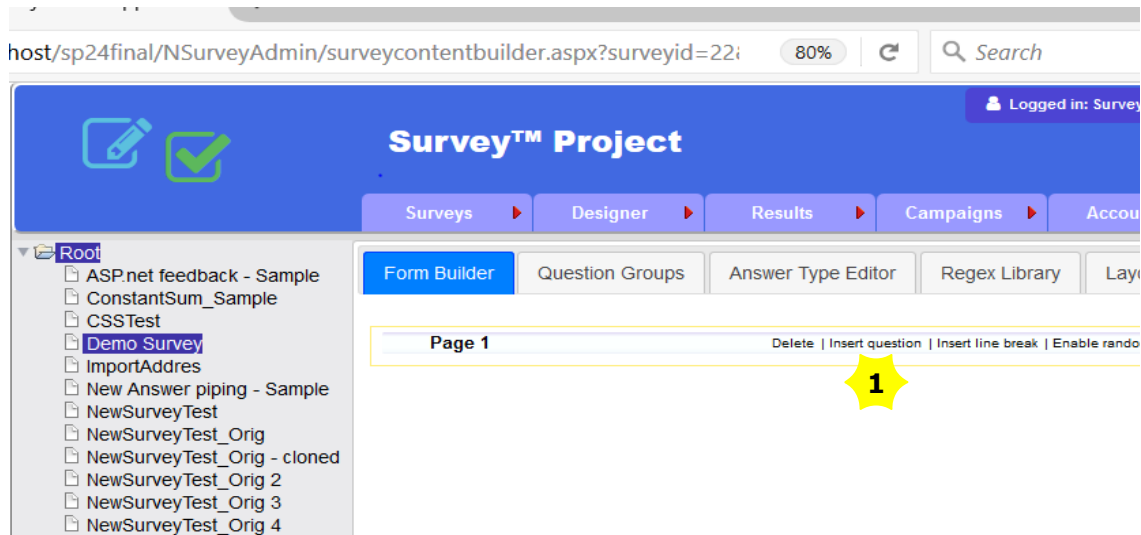 host/sp24final/NSurveyAdmin/surveycontentbuilder.aspx?surveyid=22& 80% Search
Logged in: Survey
Survey™ Project
Surveys Designer Results Campaigns Accou
Root
ASP.net feedback - Sample
ConstantSum_Sample
CSSTest
Demo Survey
ImportAddres
New Answer piping - Sample
NewSurveyTest
NewSurveyTest_Orig
NewSurveyTest_Orig - cloned
NewSurveyTest_Orig 2
NewSurveyTest_Orig 3
NewSurveyTest_Orig 4
Form Builder Question Groups Answer Type Editor Regex Library Layo
Page 1 Delete | Insert question | Insert line break | Enable rando
1